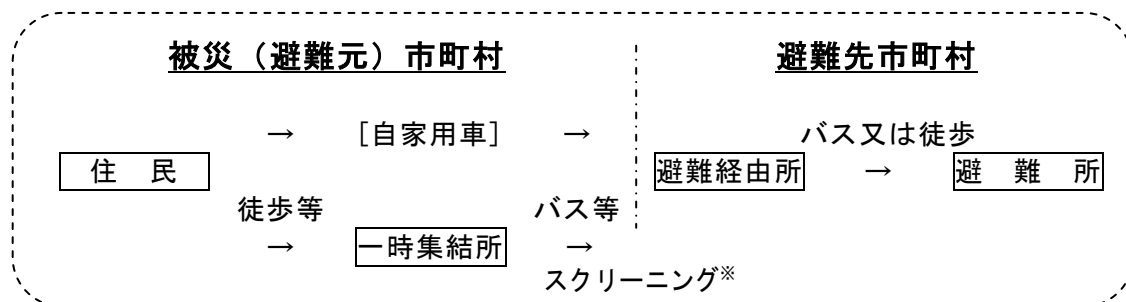 被災（避難元）市町村 避難先市町村
→ ［自家用車］ → バス又は徒歩
住 民 避難経由所 → 避 難 所
徒歩等 バス等
→ 一時集結所 →
スクリーニング※